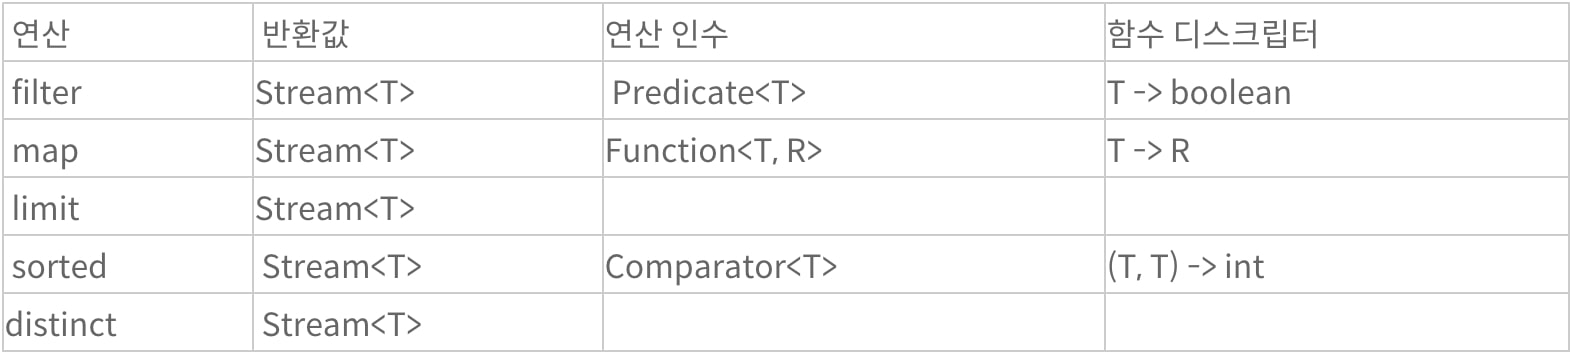 연산 반환값 연산 인수 함수 디스크립터
filter Stream<T> Predicate<T> T -> boolean
map Stream<T> Function<T, R> T -> R
limit Stream<T>
sorted Stream<T> Comparator<T> (T, T) -> int
distinct Stream<T>